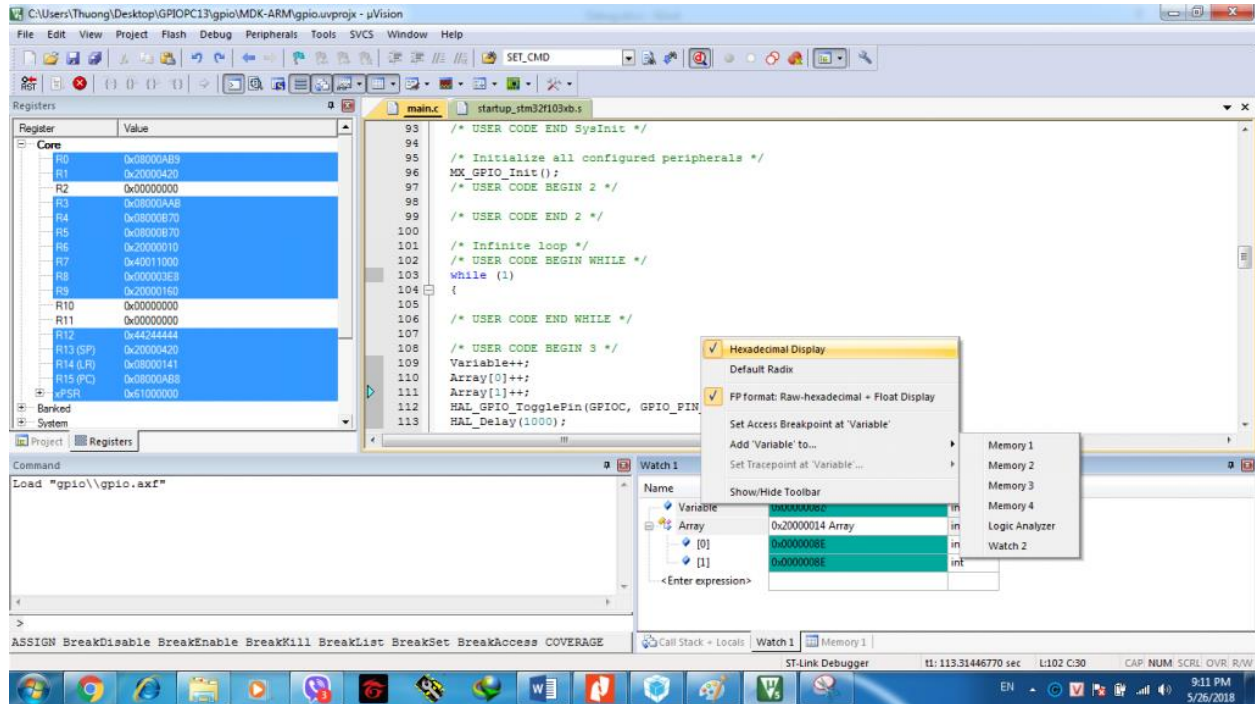 C:\Users\Thuong\Desktop\GPIOPC13\gpio\MDK-ARM\gpio.uvprojx - µVision
File Edit View Project Flash Debug Peripherals Tools SVCS Window Help
SET_CMD
RST
Registers
Register Value
Core
R0 0x08000AB9
R1 0x20000420
R2 0x00000000
R3 0x08000AAB
R4 0x08000B70
R5 0x08000B70
R6 0x20000010
R7 0x40011000
R8 0x000003E8
R9 0x20000160
R10 0x00000000
R11 0x00000000
R12 0x44244444
R13 (SP) 0x20000420
R14 (LR) 0x08000141
R15 (PC) 0x08000AB8
xPSR 0x61000000
Banked
System
Project Registers
main.c startup_stm32f103xb.s
93 /* USER CODE END SysInit */
94
95 /* Initialize all configured peripherals */
96 MX_GPIO_Init();
97 /* USER CODE BEGIN 2 */
98
99 /* USER CODE END 2 */
100
101 /* Infinite loop */
102 /* USER CODE BEGIN WHILE */
103 while (1)
104 {
105
106 /* USER CODE END WHILE */
107
108 /* USER CODE BEGIN 3 */
109 Variable++;
110 Array[0]++;
111 Array[1]++;
112 HAL_GPIO_TogglePin(GPIOC, GPIO_PIN
113 HAL_Delay(1000);
Hexadecimal Display
Default Radix
FP format: Raw-hexadecimal + Float Display
Set Access Breakpoint at 'Variable'
Add 'Variable' to...
Set Tracepoint at 'Variable'...
Show/Hide Toolbar
Memory 1
Memory 2
Memory 3
Memory 4
Logic Analyzer
Watch 2
Command
Load "gpio\\gpio.axf"
>
ASSIGN BreakDisable BreakEnable BreakKill BreakList BreakSet BreakAccess COVERAGE
Watch 1
Name
Variable in
Array 0x20000014 Array in
[0] 0x0000008E in
[1] 0x0000008E int
<Enter expression>
Call Stack + Locals Watch 1 Memory 1
ST-Link Debugger t1: 113.31446770 sec L:102 C:30 CAP NUM SCRL OVR R/W
EN
9:11 PM
5/26/2018